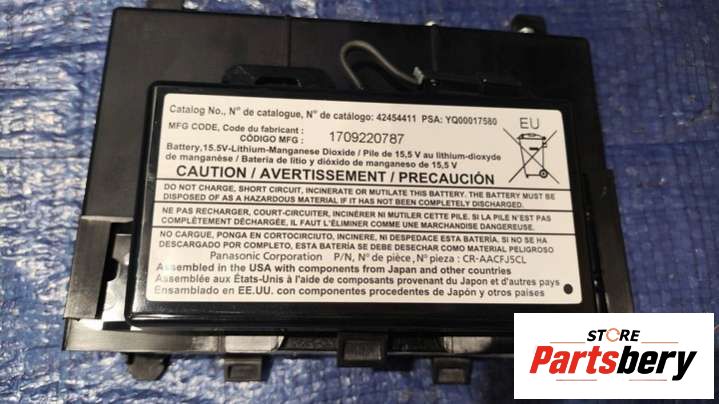 Catalog No., Nº de catalogue, Nº de catálogo: 42454411 PSA: YQ00017580
MFG CODE, Code du fabricant :
CÓDIGO MFG : 1709220787
EU
Battery,15.5V-Lithium-Manganese Dioxide / Pile de 15,5 V au lithium-dioxyde
de manganèse / Batería de litio y dióxido de manganeso de 15,5 V
CAUTION / AVERTISSEMENT / PRECAUCIÓN
DO NOT RECHARGE, SHORT CIRCUIT, INCINERATE OR MUTILATE THIS BATTERY. THE BATTERY MUST BE
DISPOSED OF AS A HAZARDOUS MATERIAL IF IT HAS NOT BEEN COMPLETELY DISCHARGED.
NE PAS RECHARGER, COURT-CIRCUITER, INCINÉRER NI MUTILER CETTE PILE. SI LA PILE N'EST PAS
COMPLÈTEMENT DÉCHARGÉE, IL FAUT EN DISPOSER COMME UNE MARCHANDISE DANGEREUSE.
NO CARGUE, PONGA EN CORTOCIRCUITO, INCINERE, NI DESPEDACE ESTA BATERÍA. SI NO SE HA
DESCARGADO POR COMPLETO, ESTA BATERÍA SE DEBE DESECHAR COMO MATERIAL PELIGROSO
Panasonic Corporation P/N, Nº de pièce, Nº pieza : CR-AACFJ5CL
Assembled in the USA with components from Japan and other countries
Assemblée aux États-Unis à l'aide de composants provenant du Japon et d'autres pays
Ensamblado en EE.UU. con componentes procedentes de Japón y otros países
STORE
Partsbery